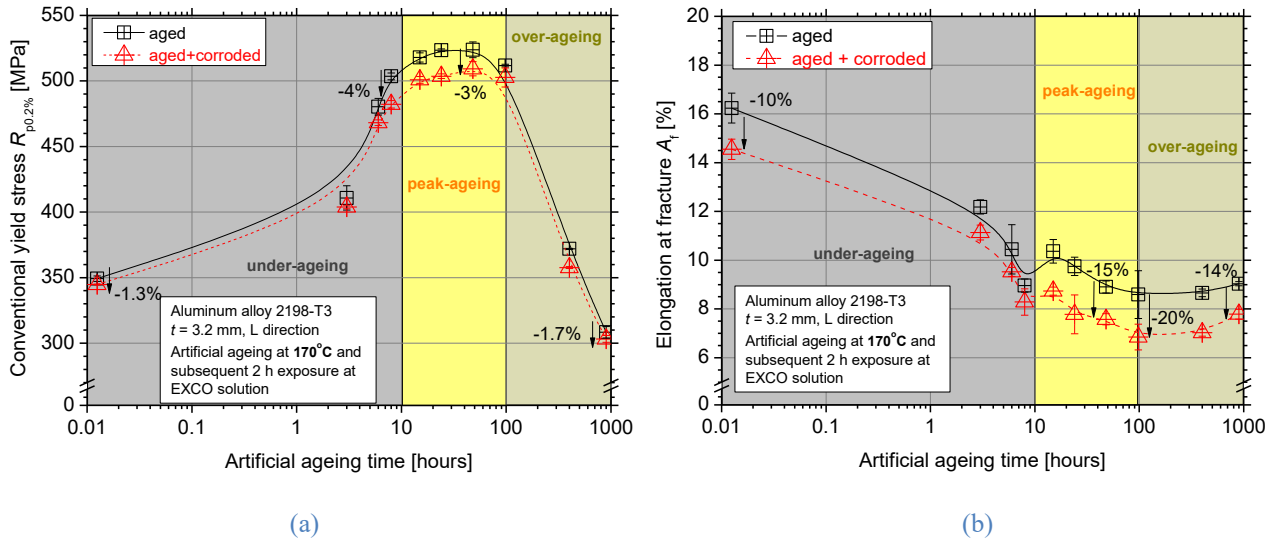 Conventional yield stress Rp0.2% [MPa]
550
500
450
400
350
300
0
aged
aged+corroded
over-ageing
peak-ageing
under-ageing
-4%
-3%
-1.3%
-1.7%
Aluminum alloy 2198-T3
t = 3.2 mm, L direction
Artificial ageing at 170°C and
subsequent 2 h exposure at
EXCO solution
0.01 0.1 1 10 100 1000
Artificial ageing time [hours]
(a)
Elongation at fracture Af [%]
20
18
16
14
12
10
8
6
0
aged
aged + corroded
peak-ageing
over-ageing
under-ageing
-10%
-15%
-14%
-20%
Aluminum alloy 2198-T3
t = 3.2 mm, L direction
Artificial ageing at 170°C and
subsequent 2 h exposure at
EXCO solution
0.01 0.1 1 10 100 1000
Artificial ageing time [hours]
(b)